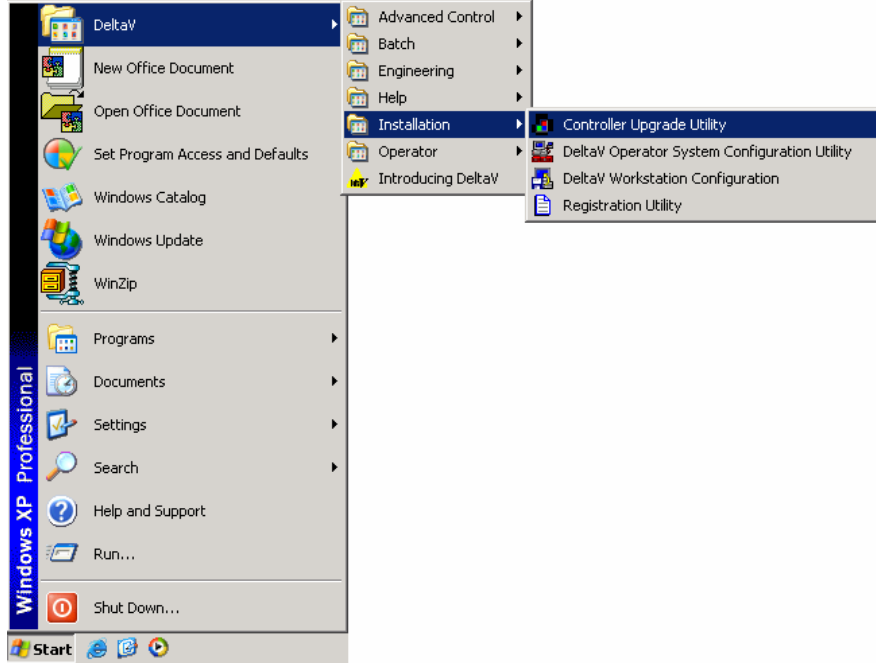 DeltaV
New Office Document
Open Office Document
Set Program Access and Defaults
Windows Catalog
Windows Update
WinZip
Programs
Documents
Settings
Search
Help and Support
Run...
Shut Down...
Windows XP Professional
Start
Advanced Control
Batch
Engineering
Help
Installation
Operator
Introducing DeltaV
Controller Upgrade Utility
DeltaV Operator System Configuration Utility
DeltaV Workstation Configuration
Registration Utility